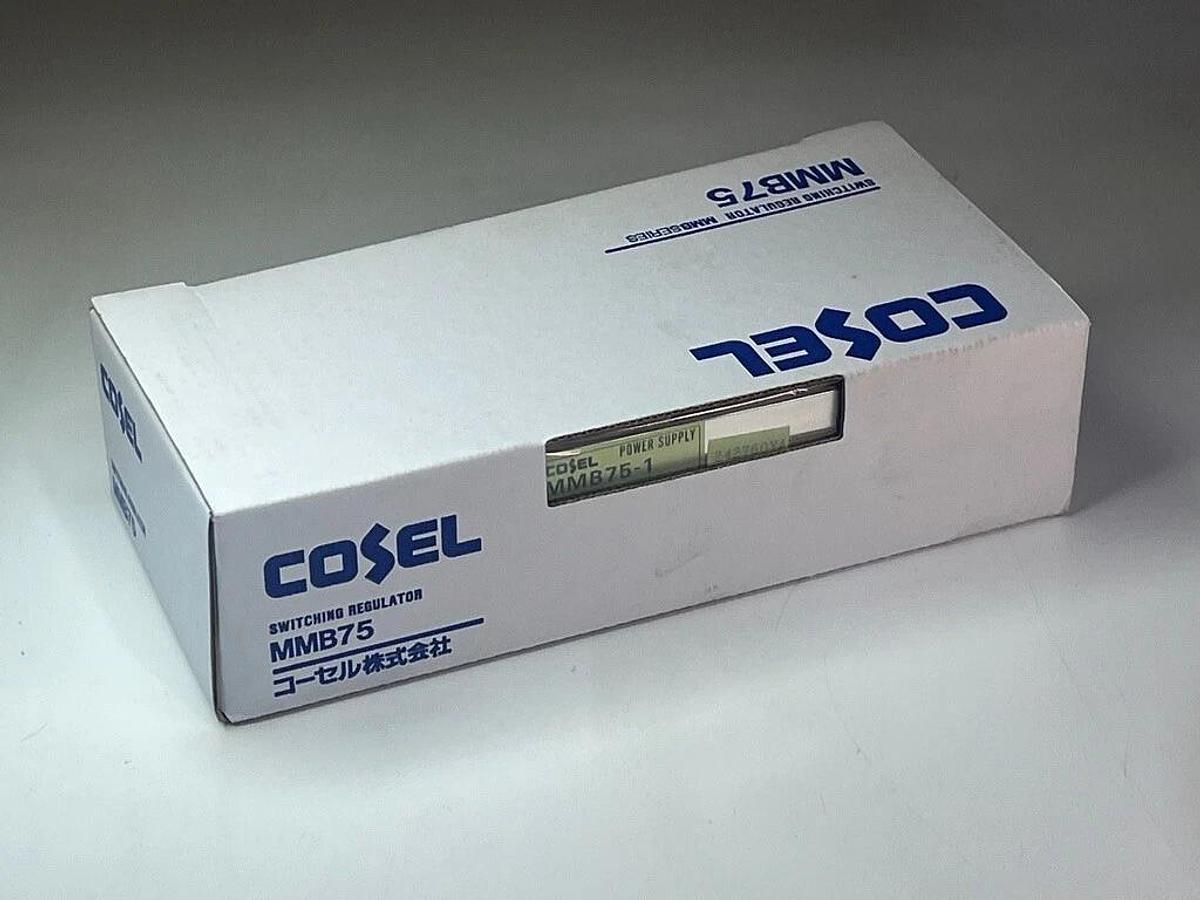 MMB75
SWITCHING REGULATOR MMBSERIES
COSEL
COSEL
POWER SUPPLY
MMB75-1
COSEL
MMB75
COSEL
SWITCHING REGULATOR
MMB75
コーセル株式会社